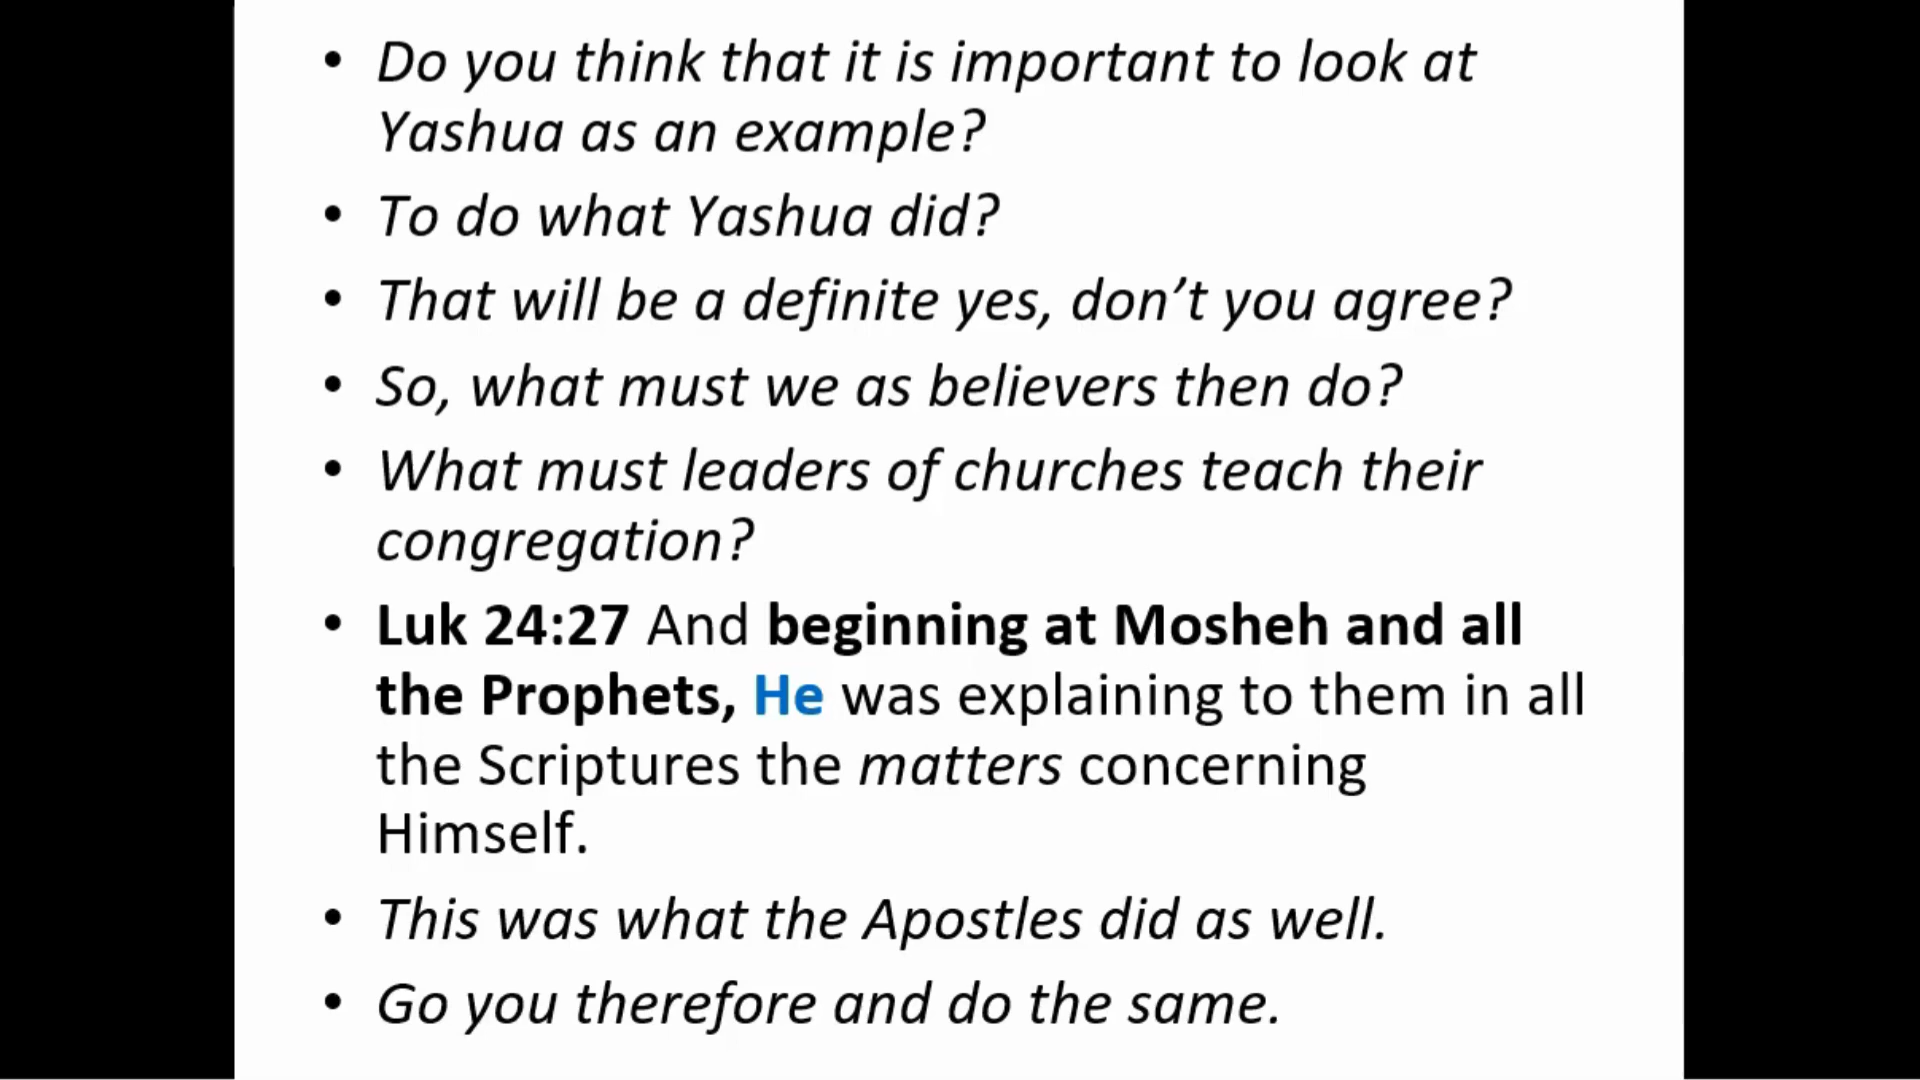 • Do you think that it is important to look at
Yashua as an example?
• To do what Yashua did?
• That will be a definite yes, don’t you agree?
• So, what must we as believers then do?
• What must leaders of churches teach their
congregation?
• Luk 24:27 And beginning at Mosheh and all
the Prophets, He was explaining to them in all
the Scriptures the matters concerning
Himself.
• This was what the Apostles did as well.
• Go you therefore and do the same.